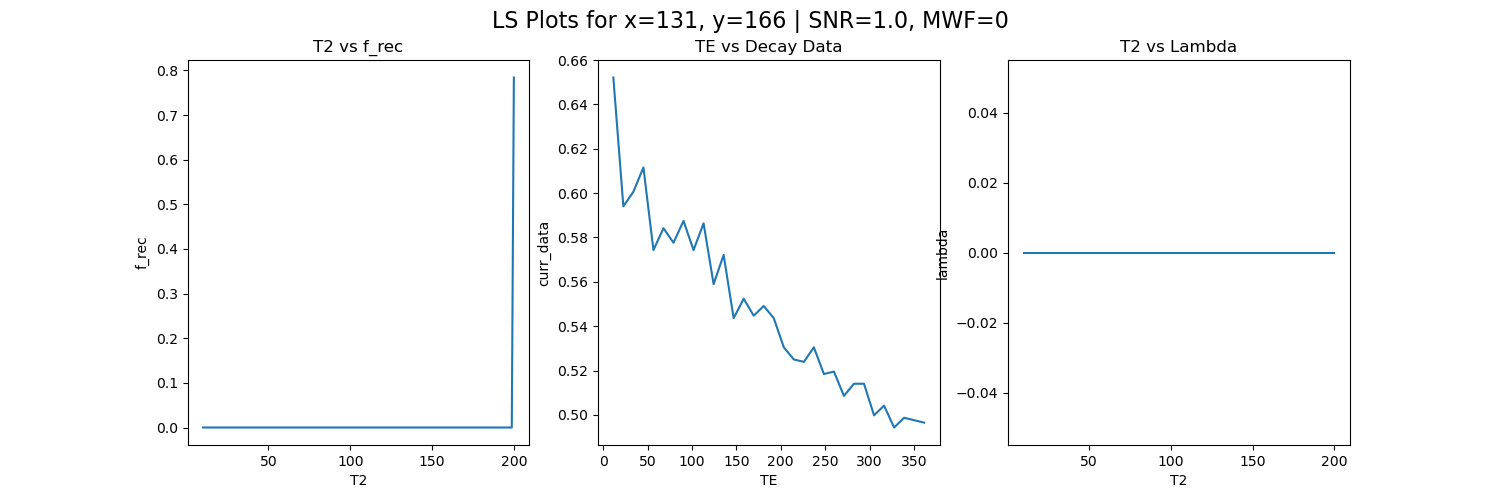 LS Plots for x=131, y=166 | SNR=1.0, MWF=0
T2 vs f_rec
f_rec
0.8
0.7
0.6
0.5
0.4
0.3
0.2
0.1
0.0
50 100 150 200
T2
TE vs Decay Data
curr_data
0.66
0.64
0.62
0.60
0.58
0.56
0.54
0.52
0.50
0 50 100 150 200 250 300 350
TE
T2 vs Lambda
lambda
0.04
0.02
0.00
−0.02
−0.04
50 100 150 200
T2